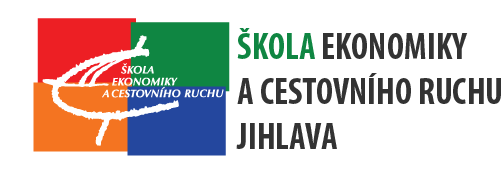 ŠKOLA
EKONOMIKY
A CESTOVNÍHO RUCHU
ŠKOLA EKONOMIKY
A CESTOVNÍHO RUCHU
JIHLAVA